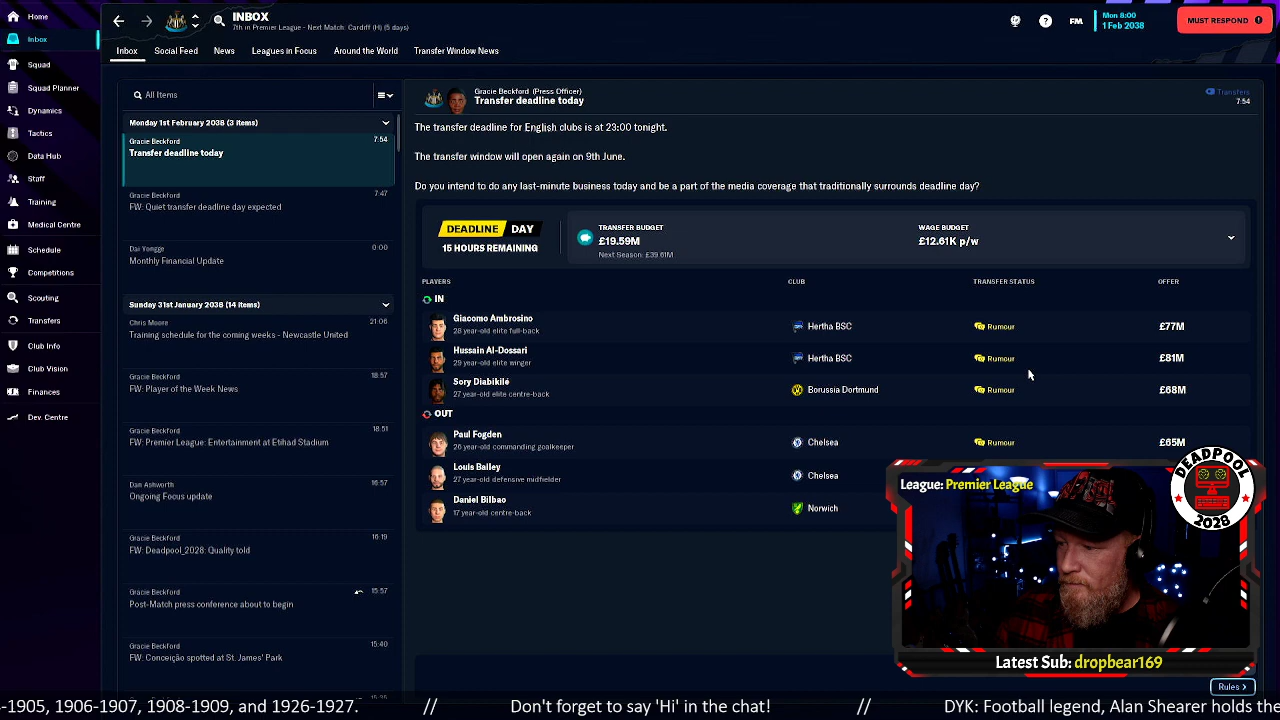 Home
INBOX
7th in Premier League - Next Match: Cardiff (H) (5 days)
FM
Mon 8:00
1 Feb 2038
MUST RESPOND
Inbox
Squad
Squad Planner
Dynamics
Tactics
Data Hub
Staff
Training
Medical Centre
Schedule
Competitions
Scouting
Transfers
Club Info
Club Vision
Finances
Dev. Centre
Inbox
Social Feed
News
Leagues in Focus
Around the World
Transfer Window News
All Items
Monday 1st February 2038 (3 Items)
Gracie Beckford
7:54
Transfer deadline today
Gracie Beckford
7:47
FW: Quiet transfer deadline day expected
Dai Yongge
0:00
Monthly Financial Update
Sunday 31st January 2038 (14 Items)
Chris Moore
21:06
Training schedule for the coming weeks - Newcastle United
Gracie Beckford
18:57
FW: Player of the Week News
Gracie Beckford
18:51
FW: Premier League: Entertainment at Etihad Stadium
Dan Ashworth
16:57
Ongoing Focus update
Gracie Beckford
16:19
FW: Deadpool_2028: Quality told
Gracie Beckford
15:57
Post-Match press conference about to begin
Gracie Beckford
15:40
FW: Conceição spotted at St. James' Park
Gracie Beckford
Gracie Beckford (Press Officer)
Transfer deadline today
Transfers
7:54
The transfer deadline for English clubs is at 23:00 tonight.
The transfer window will open again on 9th June.
Do you intend to do any last-minute business today and be a part of the media coverage that traditionally surrounds deadline day?
DEADLINE DAY
15 HOURS REMAINING
TRANSFER BUDGET
£19.59M
Next Season: £39.61M
WAGE BUDGET
£12.61K p/w
PLAYERS
CLUB
TRANSFER STATUS
OFFER
IN
Giacomo Ambrosino
28 year-old elite full-back
Hertha BSC
Rumour
£77M
Hussain Al-Dossari
29 year-old elite winger
Hertha BSC
Rumour
£81M
Sory Diabikilé
27 year-old elite centre-back
Borussia Dortmund
Rumour
£68M
OUT
Paul Fogden
26 year-old commanding goalkeeper
Chelsea
Rumour
£65M
Louis Bailey
27 year-old defensive midfielder
Chelsea
Daniel Bilbao
17 year-old centre-back
Norwich
League: Premier League
DEADPOOL
2028
Latest Sub: dropbear169
Rules
-1905, 1906-1907, 1908-1909, and 1926-1927. // Don't forget to say 'Hi' in the chat! // DYK: Football legend, Alan Shearer holds the